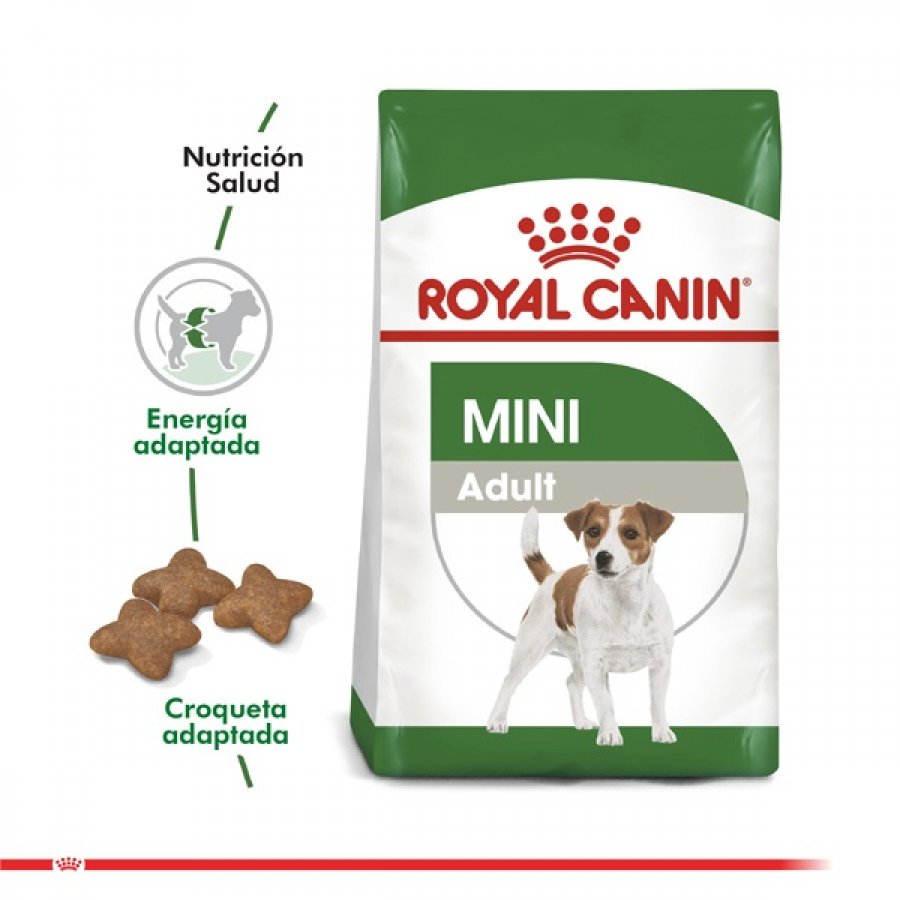 Nutrición
Salud
Energía
adaptada
Croqueta
adaptada
ROYAL CANIN®
MINI
Adult